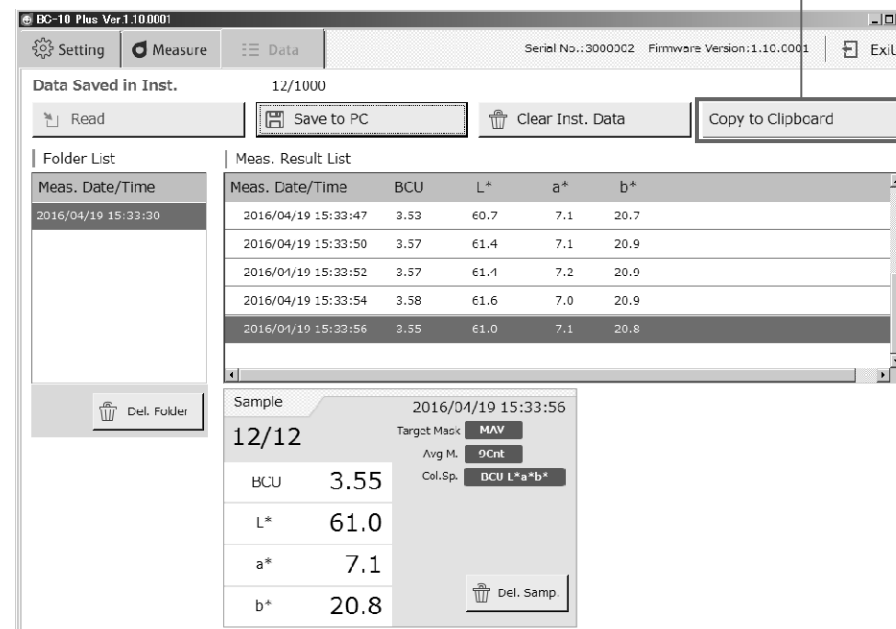 BC-10 Plus Ver.1.10.0001
Setting Measure Data Serial No.:3000002 Firmware Version:1.10.0001 Exit
Data Saved in Inst. 12/1000
Read Save to PC Clear Inst. Data Copy to Clipboard
Folder List Meas. Result List
Meas. Date/Time Meas. Date/Time BCU L* a* b*
2016/04/19 15:33:30 2016/04/19 15:33:47 3.53 60.7 7.1 20.7
2016/04/19 15:33:50 3.57 61.4 7.1 20.9
2016/04/19 15:33:52 3.57 61.4 7.2 20.9
2016/04/19 15:33:54 3.58 61.6 7.0 20.9
2016/04/19 15:33:56 3.55 61.0 7.1 20.8
Del. Folder
Sample 2016/04/19 15:33:56
12/12 Target Mask MAV
Avg M. 9Cnt
BCU 3.55 Col.Sp. BCU L*a*b*
L* 61.0
a* 7.1
Del. Samp.
b* 20.8